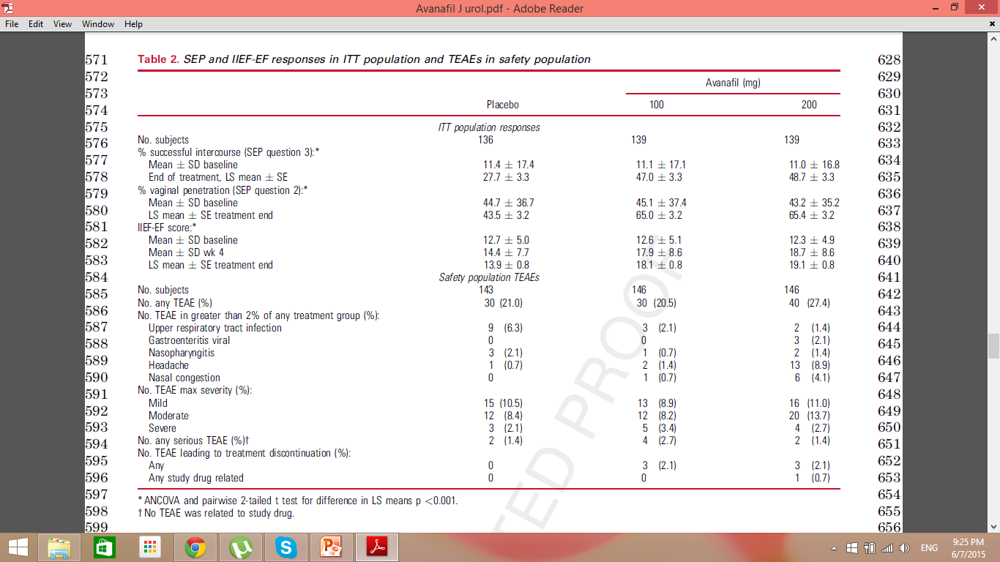 Avanafil J urol.pdf - Adobe Reader
File Edit View Window Help
571 Table 2. SEP and IIEF-EF responses in ITT population and TEAEs in safety population 628
572 629
Avanafil (mg)
573 630
574 Placebo 100 200 631
575 ITT population responses 632
No. subjects 136 139 139
576 633
% successful intercourse (SEP question 3):*
577 Mean ± SD baseline 11.4 ± 17.4 11.1 ± 17.1 11.0 ± 16.8 634
578 End of treatment, LS mean ± SE 27.7 ± 3.3 47.0 ± 3.3 48.7 ± 3.3 635
579 % vaginal penetration (SEP question 2):* 636
Mean ± SD baseline 44.7 ± 36.7 45.1 ± 37.4 43.2 ± 35.2
580 LS mean ± SE treatment end 43.5 ± 3.2 65.0 ± 3.2 65.4 ± 3.2 637
581 IIEF-EF score:* 638
582 Mean ± SD baseline 12.7 ± 5.0 12.6 ± 5.1 12.3 ± 4.9 639
Mean ± SD wk 4 14.4 ± 7.7 17.9 ± 8.6 18.7 ± 8.6
583 LS mean ± SE treatment end 13.9 ± 0.8 18.1 ± 0.8 19.1 ± 0.8 640
584 Safety population TEAEs 641
585 No. subjects 143 146 146 642
No. any TEAE (%) 30 (21.0) 30 (20.5) 40 (27.4)
586 No. TEAE in greater than 2% of any treatment group (%): 643
587 Upper respiratory tract infection 9 (6.3) 3 (2.1) 2 (1.4) 644
588 Gastroenteritis viral 0 0 3 (2.1) 645
Nasopharyngitis 3 (2.1) 1 (0.7) 2 (1.4)
589 Headache 1 (0.7) 2 (1.4) 13 (8.9) 646
590 Nasal congestion 0 1 (0.7) 6 (4.1) 647
591 No. TEAE max severity (%): 648
592 Mild 15 (10.5) 13 (8.9) 16 (11.0) 649
Moderate 12 (8.4) 12 (8.2) 20 (13.7)
593 Severe 3 (2.1) 5 (3.4) 4 (2.7) 650
594 No. any serious TEAE (%)† 2 (1.4) 4 (2.7) 2 (1.4) 651
No. TEAE leading to treatment discontinuation (%):
595 Any 0 3 (2.1) 3 (2.1) 652
596 Any study drug related 0 0 1 (0.7) 653
597 654
* ANCOVA and pairwise 2-tailed t test for difference in LS means p <0.001.
598 † No TEAE was related to study drug. 655
599 656
TED PROOF
ENG
9:25 PM
6/7/2015